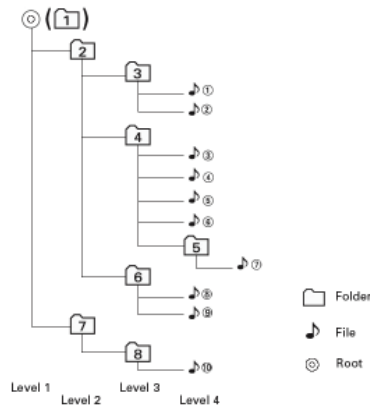 (1)
2
3
①
②
4
③
④
⑤
⑥
5
⑦
6
⑧
⑨
7
8
⑩
Folder
File
Root
Level 1
Level 2
Level 3
Level 4